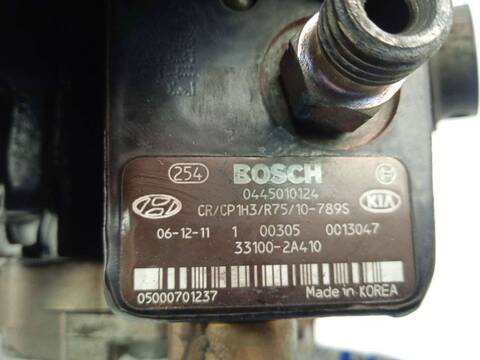 254 BOSCH
0445010124
CR/CP1H3/R75/10-789S KIA
06-12-11 1 00305 0013047
33100-2A410
05000701237 Made in KOREA